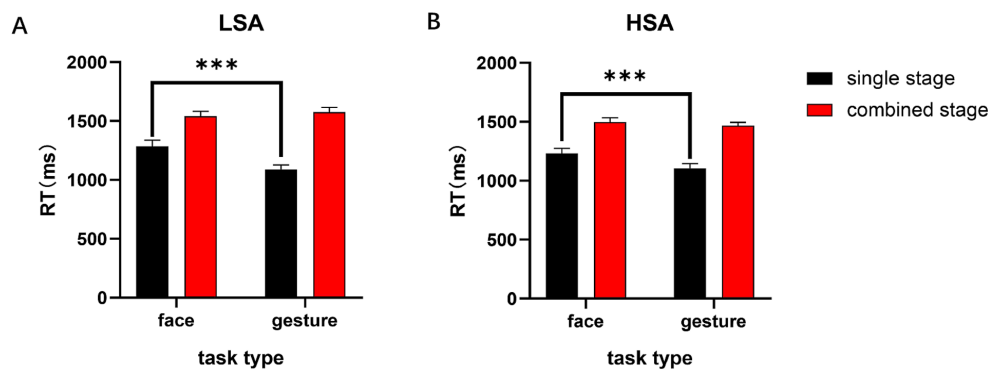 A
LSA
RT(ms)
2000
1500
1000
500
0
***
face
gesture
task type
B
HSA
RT(ms)
2000
1500
1000
500
0
***
face
gesture
task type
single stage
combined stage